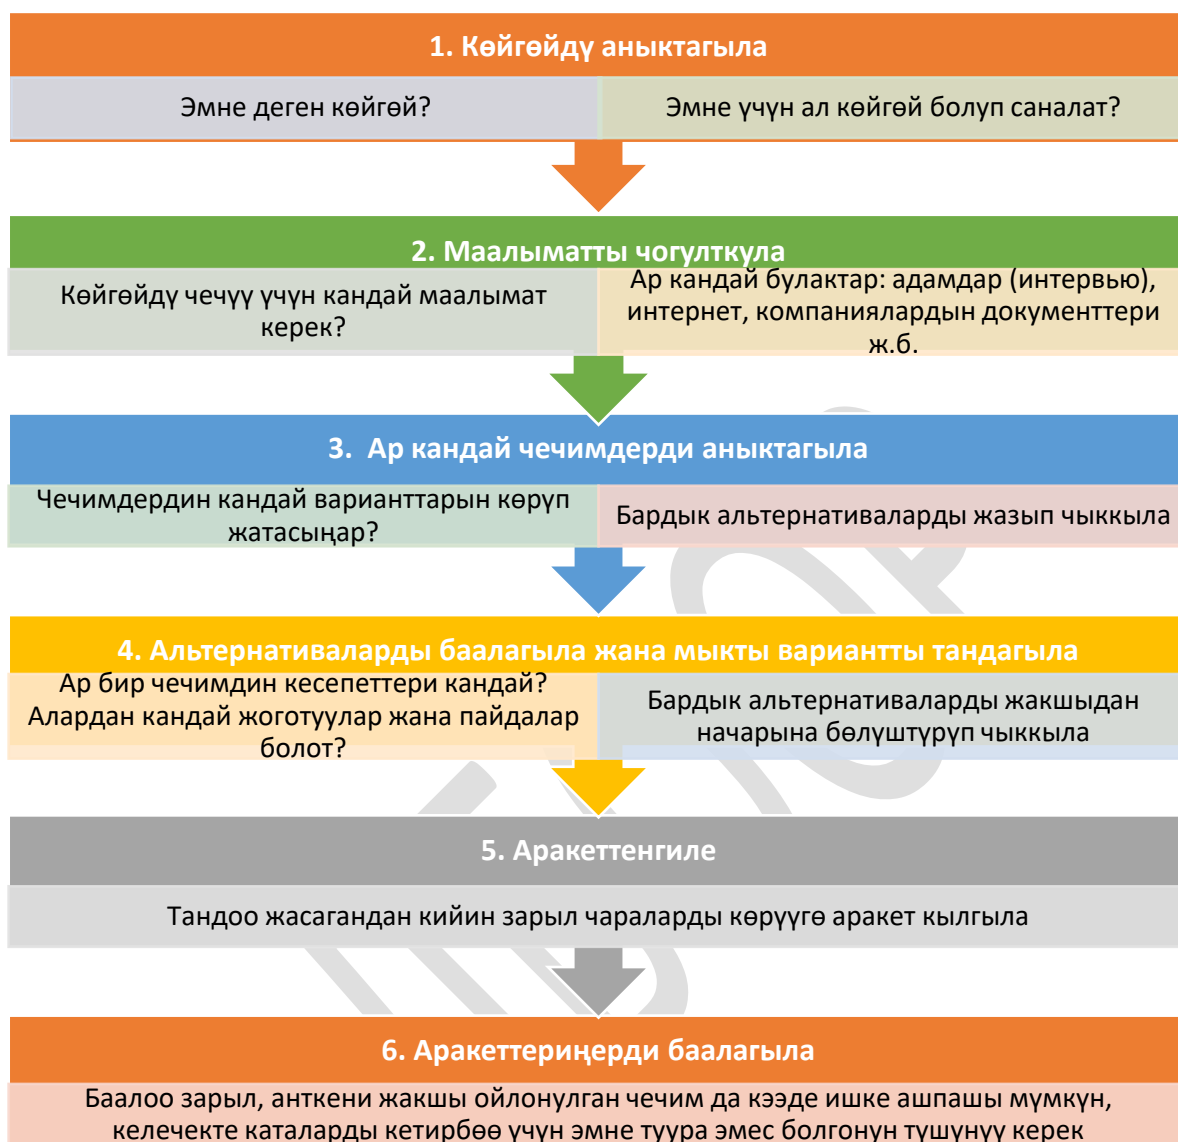 1. Көйгөйдү аныктагыла
Эмне деген көйгөй?
Эмне үчүн ал көйгөй болуп саналат?
2. Маалыматты чогулткула
Көйгөйдү чечүү үчүн кандай маалымат
керек?
Ар кандай булактар: адамдар (интервью),
интернет, компаниялардын документтери
ж.б.
3. Ар кандай чечимдерди аныктагыла
Чечимдердин кандай варианттарын көрүп
жатасыңар?
Бардык альтернативаларды жазып чыккыла
4. Альтернативаларды баалагыла жана мыкты вариантты тандагыла
Ар бир чечимдин кесепеттери кандай?
Алардан кандай жоготуулар жана пайдалар
болот?
Бардык альтернативаларды жакшыдан
начарына бөлүштүрүп чыккыла
5. Аракеттенгиле
Тандоо жасагандан кийин зарыл чараларды көрүүгө аракет кылгыла
6. Аракеттериңерди баалагыла
Баалоо зарыл, анткени жакшы ойлонулган чечим да кээде ишке ашпашы мүмкүн,
келечекте каталарды кетирбөө үчүн эмне туура эмес болгонун түшүнүү керек